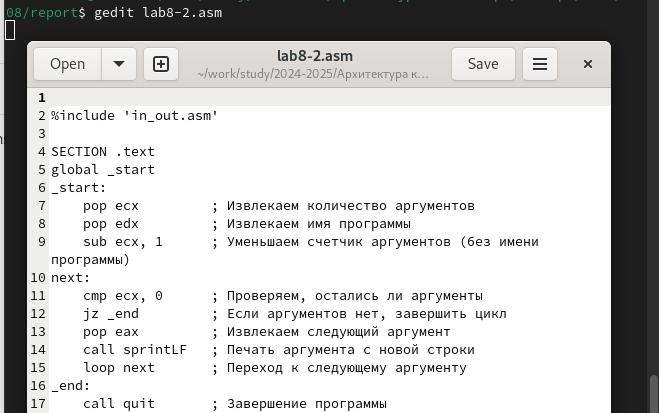 08/report$ gedit lab8-2.asm
Open
lab8-2.asm
~/work/study/2024-2025/Архитектура к...
Save
1
2 %include 'in_out.asm'
3
4 SECTION .text
5 global _start
6 _start:
7 pop ecx ; Извлекаем количество аргументов
8 pop edx ; Извлекаем имя программы
9 sub ecx, 1 ; Уменьшаем счетчик аргументов (без имени
программы)
10 next:
11 cmp ecx, 0 ; Проверяем, остались ли аргументы
12 jz _end ; Если аргументов нет, завершить цикл
13 pop eax ; Извлекаем следующий аргумент
14 call sprintLF ; Печать аргумента с новой строки
15 loop next ; Переход к следующему аргументу
16 _end:
17 call quit ; Завершение программы